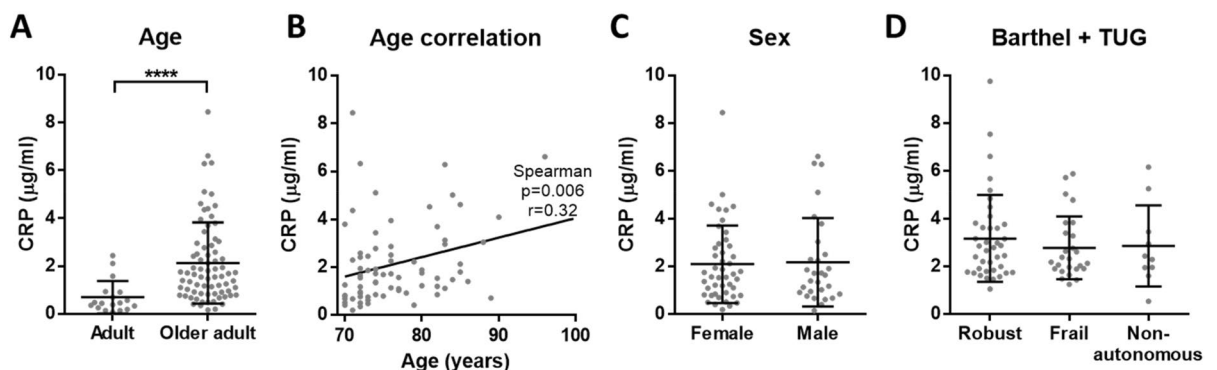 A
Age
CRP (µg/ml)
10
8
6
4
2
0
****
Adult
Older adult
B
Age correlation
CRP (µg/ml)
10
8
6
4
2
0
Spearman
p=0.006
r=0.32
70
80
90
100
Age (years)
C
Sex
CRP (µg/ml)
10
8
6
4
2
0
Female
Male
D
Barthel + TUG
CRP (µg/ml)
10
8
6
4
2
0
Robust
Frail
Non-
autonomous